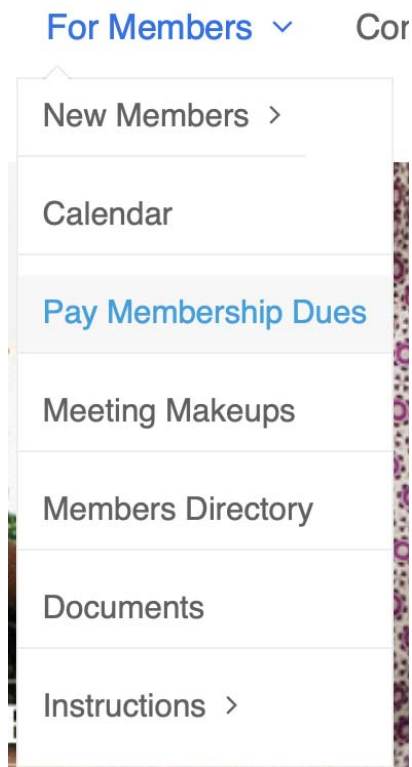 For Members
New Members
Calendar
Pay Membership Dues
Meeting Makeups
Members Directory
Documents
Instructions